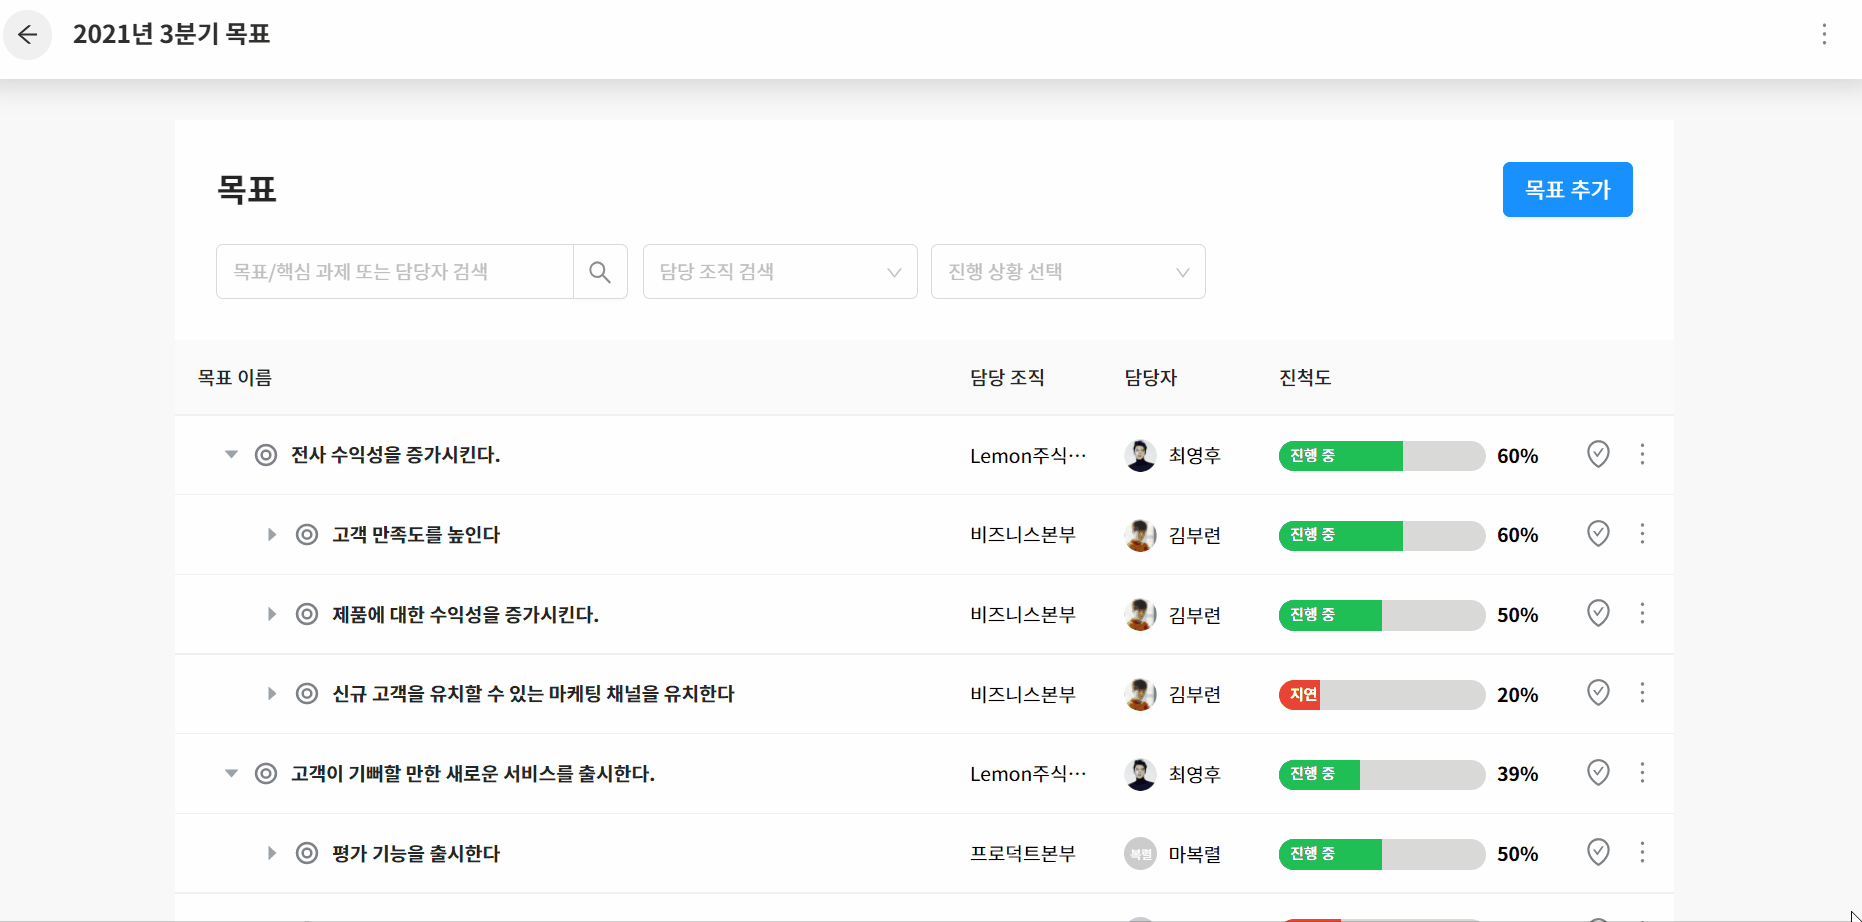 2021년 3분기 목표
목표
목표 추가
목표/핵심 과제 또는 담당자 검색
담당 조직 검색
진행 상황 선택
목표 이름 담당 조직 담당자 진척도
전사 수익성을 증가시킨다. Lemon주식··· 최영후 진행 중 60%
고객 만족도를 높인다 비즈니스본부 김부련 진행 중 60%
제품에 대한 수익성을 증가시킨다. 비즈니스본부 김부련 진행 중 50%
신규 고객을 유치할 수 있는 마케팅 채널을 유치한다 비즈니스본부 김부련 지연 20%
고객이 기뻐할 만한 새로운 서비스를 출시한다. Lemon주식··· 최영후 진행 중 39%
평가 기능을 출시한다 프로덕트본부 복렬 마복렬 진행 중 50%